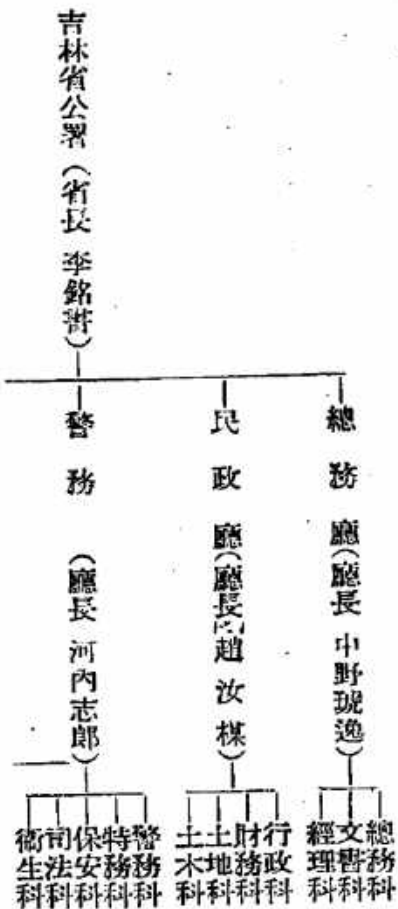 吉林省公署（省長 李銘書）
總務廳（廳長 中野琥逸）
總務科
文書科
經理科
民政廳（廳長 趙汝楳）
行政科
財務科
土地科
土木科
警務 （廳長 河內志郎）
警務科
特務科
保安科
司法科
衛生科